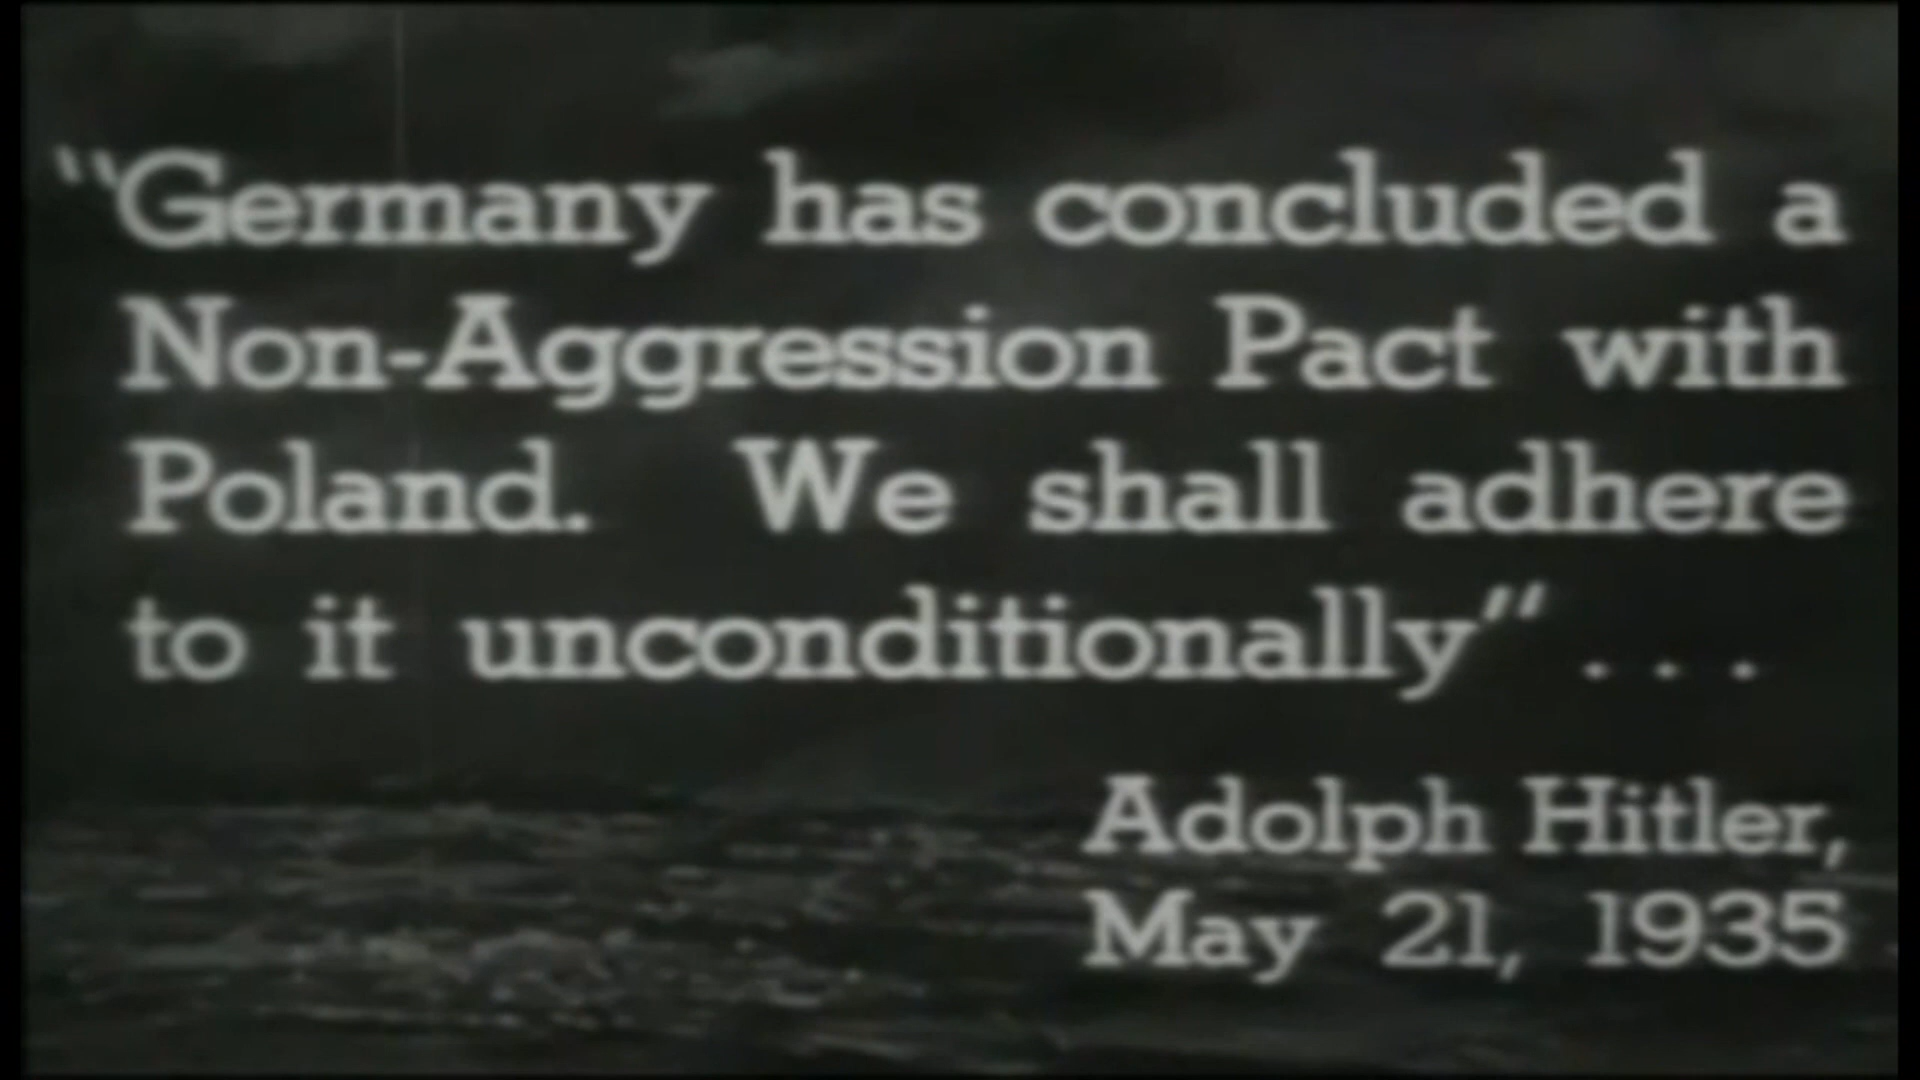 "Germany has concluded a
Non-Aggression Pact with
Poland. We shall adhere
to it unconditionally" . . .
Adolph Hitler,
May 21, 1935